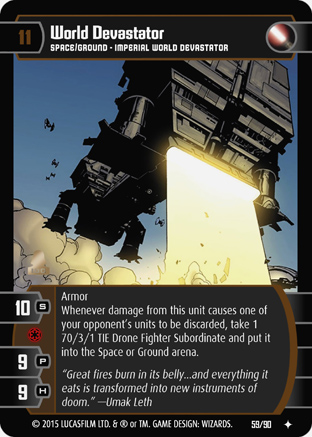 11
World Devastator
SPACE/GROUND - IMPERIAL WORLD DEVASTATOR
10 S
9 P
9 H
Armor
Whenever damage from this unit causes one of
your opponent's units to be discarded, take 1
70/3/1 TIE Drone Fighter Subordinate and put it
into the Space or Ground arena.
"Great fires burn in its belly...and everything it
eats is transformed into new instruments of
doom." —Umak Leth
© 2015 LUCASFILM LTD. & ® or TM. GAME DESIGN: WIZARDS.
59/90